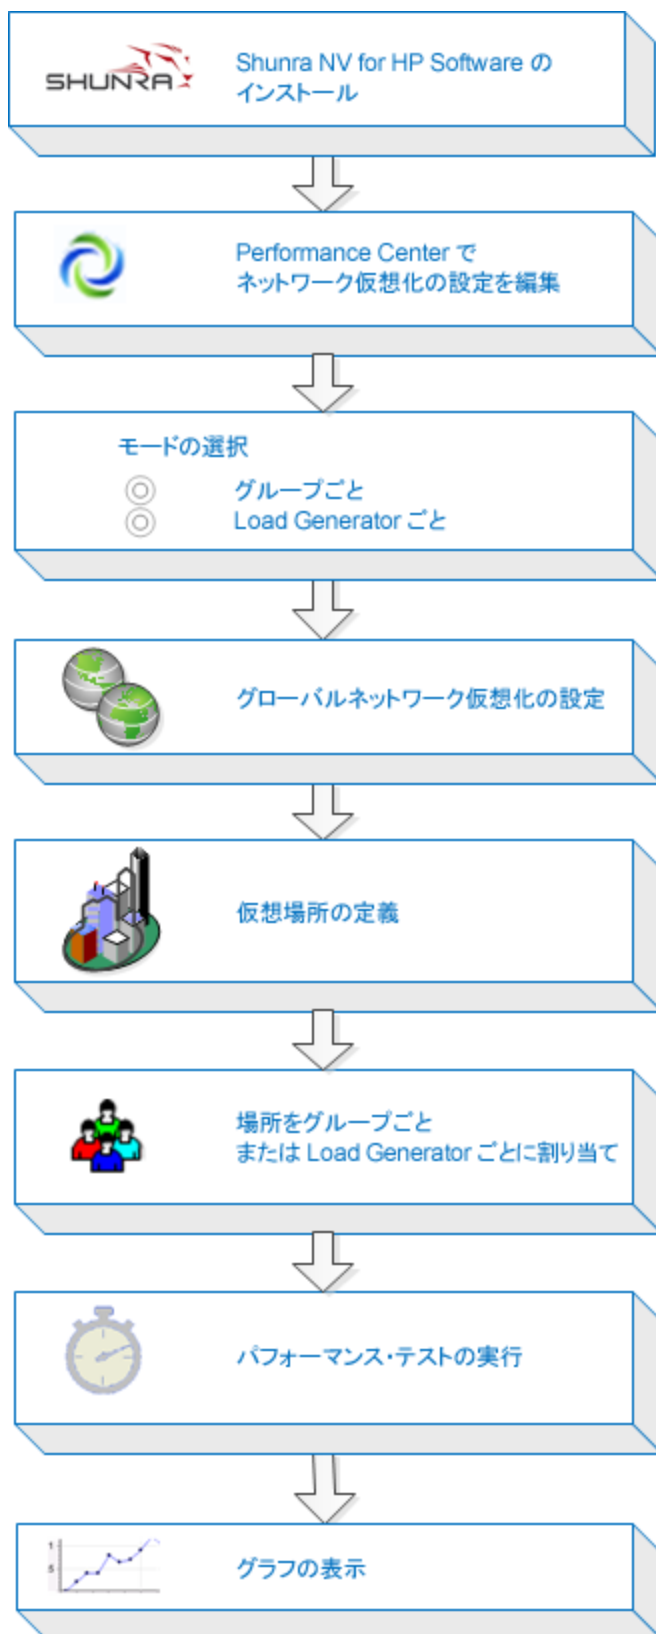 SHUNRA
Shunra NV for HP Software の
インストール
Performance Center で
ネットワーク仮想化の設定を編集
モードの選択
グループごと
Load Generator ごと
グローバルネットワーク仮想化の設定
仮想場所の定義
場所をグループごと
または Load Generator ごとに割り当て
パフォーマンス・テストの実行
1
5
グラフの表示